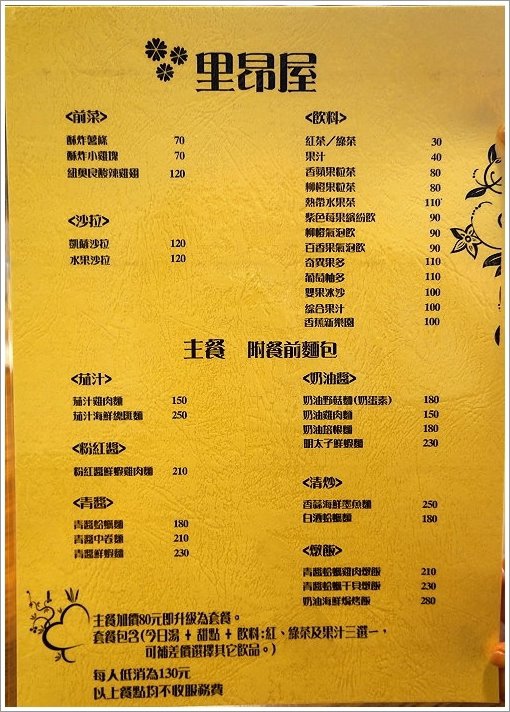 里昂屋
<前菜>
酥炸薯條 70
酥炸小雞塊 70
紐奧良酸辣雞翅 120
<沙拉>
凱薩沙拉 120
水果沙拉 120
<飲料>
紅茶／綠茶 30
果汁 40
香蘋果粒茶 80
柳橙果粒茶 80
熱帶水果茶 110
紫色莓果繽紛飲 90
柳橙氣泡飲 90
百香果氣泡飲 90
奇異果多 110
葡萄柚多 110
雙果冰沙 100
綜合果汁 100
香蕉新樂園 100
主餐 附餐前麵包
<茄汁>
茄汁雞肉麵 150
茄汁海鮮總匯麵 250
<粉紅醬>
粉紅醬鮮蝦雞肉麵 210
<青醬>
青醬蛤蠣麵 180
青醬中卷麵 210
青醬鮮蝦麵 230
<奶油醬>
奶油野菇麵(奶蛋素) 180
奶油雞肉麵 150
奶油培根麵 180
明太子鮮蝦麵 230
<清炒>
香蒜海鮮墨魚麵 250
白酒蛤蠣麵 180
<燉飯>
青醬蛤蠣雞肉燉飯 210
青醬蛤蠣干貝燉飯 230
奶油海鮮焗烤飯 280
主餐加價80元即升級為套餐。
套餐包含(今日湯 + 甜點 + 飲料:紅、綠茶及果汁三選一，
可補差價選擇其它飲品。)
每人低消為130元
以上餐點均不收服務費